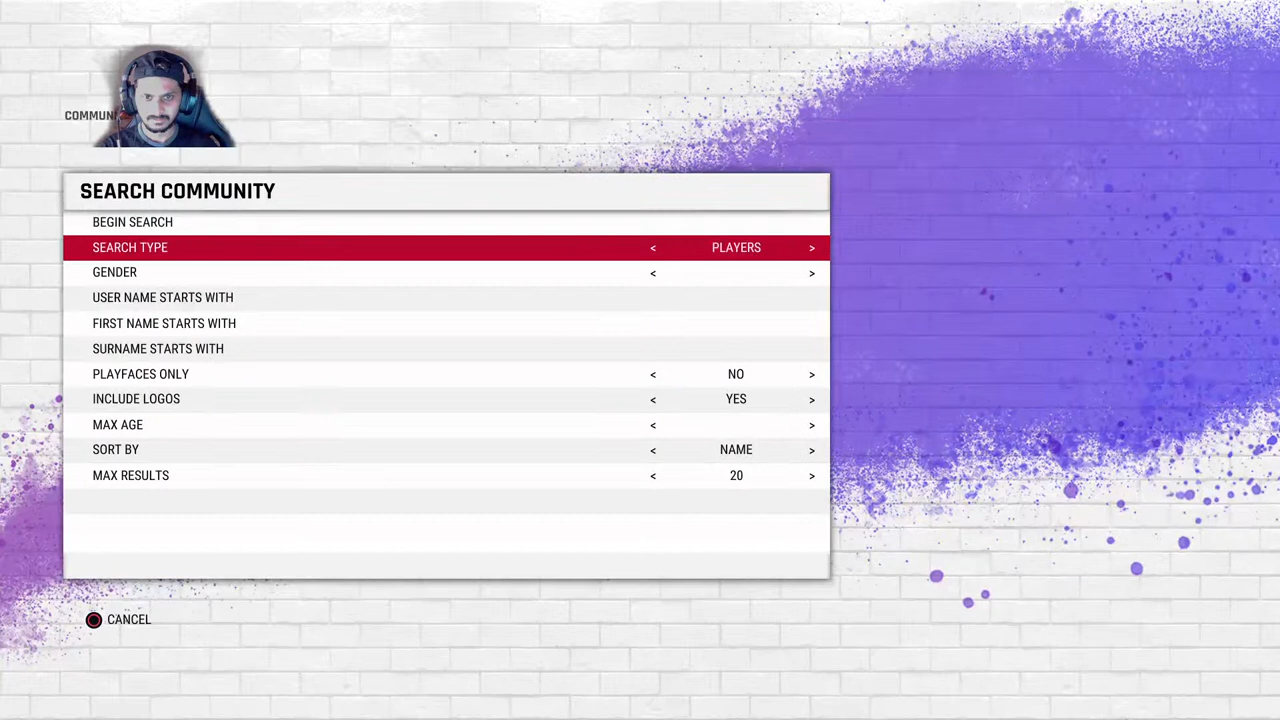 COMMUNI
SEARCH COMMUNITY
BEGIN SEARCH
SEARCH TYPE < PLAYERS >
GENDER < >
USER NAME STARTS WITH
FIRST NAME STARTS WITH
SURNAME STARTS WITH
PLAYFACES ONLY < NO >
INCLUDE LOGOS < YES >
MAX AGE < >
SORT BY < NAME >
MAX RESULTS < 20 >
CANCEL